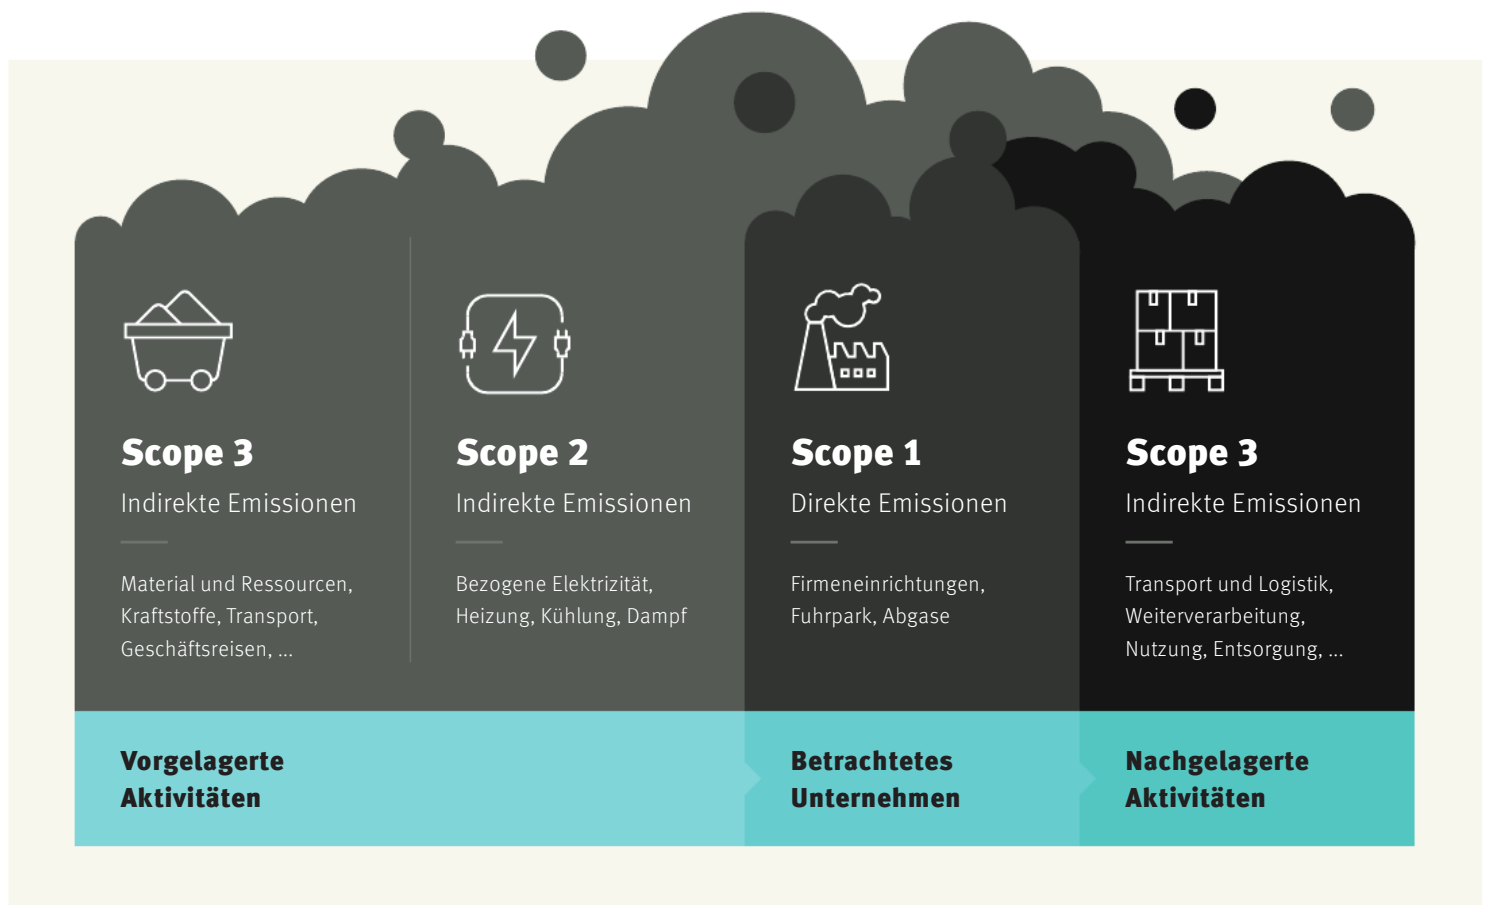 Scope 3
Indirekte Emissionen
Material und Ressourcen,
Kraftstoffe, Transport,
Geschäftsreisen, ...
Scope 2
Indirekte Emissionen
Bezogene Elektrizität,
Heizung, Kühlung, Dampf
Scope 1
Direkte Emissionen
Firmeneinrichtungen,
Fuhrpark, Abgase
Scope 3
Indirekte Emissionen
Transport und Logistik,
Weiterverarbeitung,
Nutzung, Entsorgung, ...
Vorgelagerte
Aktivitäten
Betrachtetes
Unternehmen
Nachgelagerte
Aktivitäten